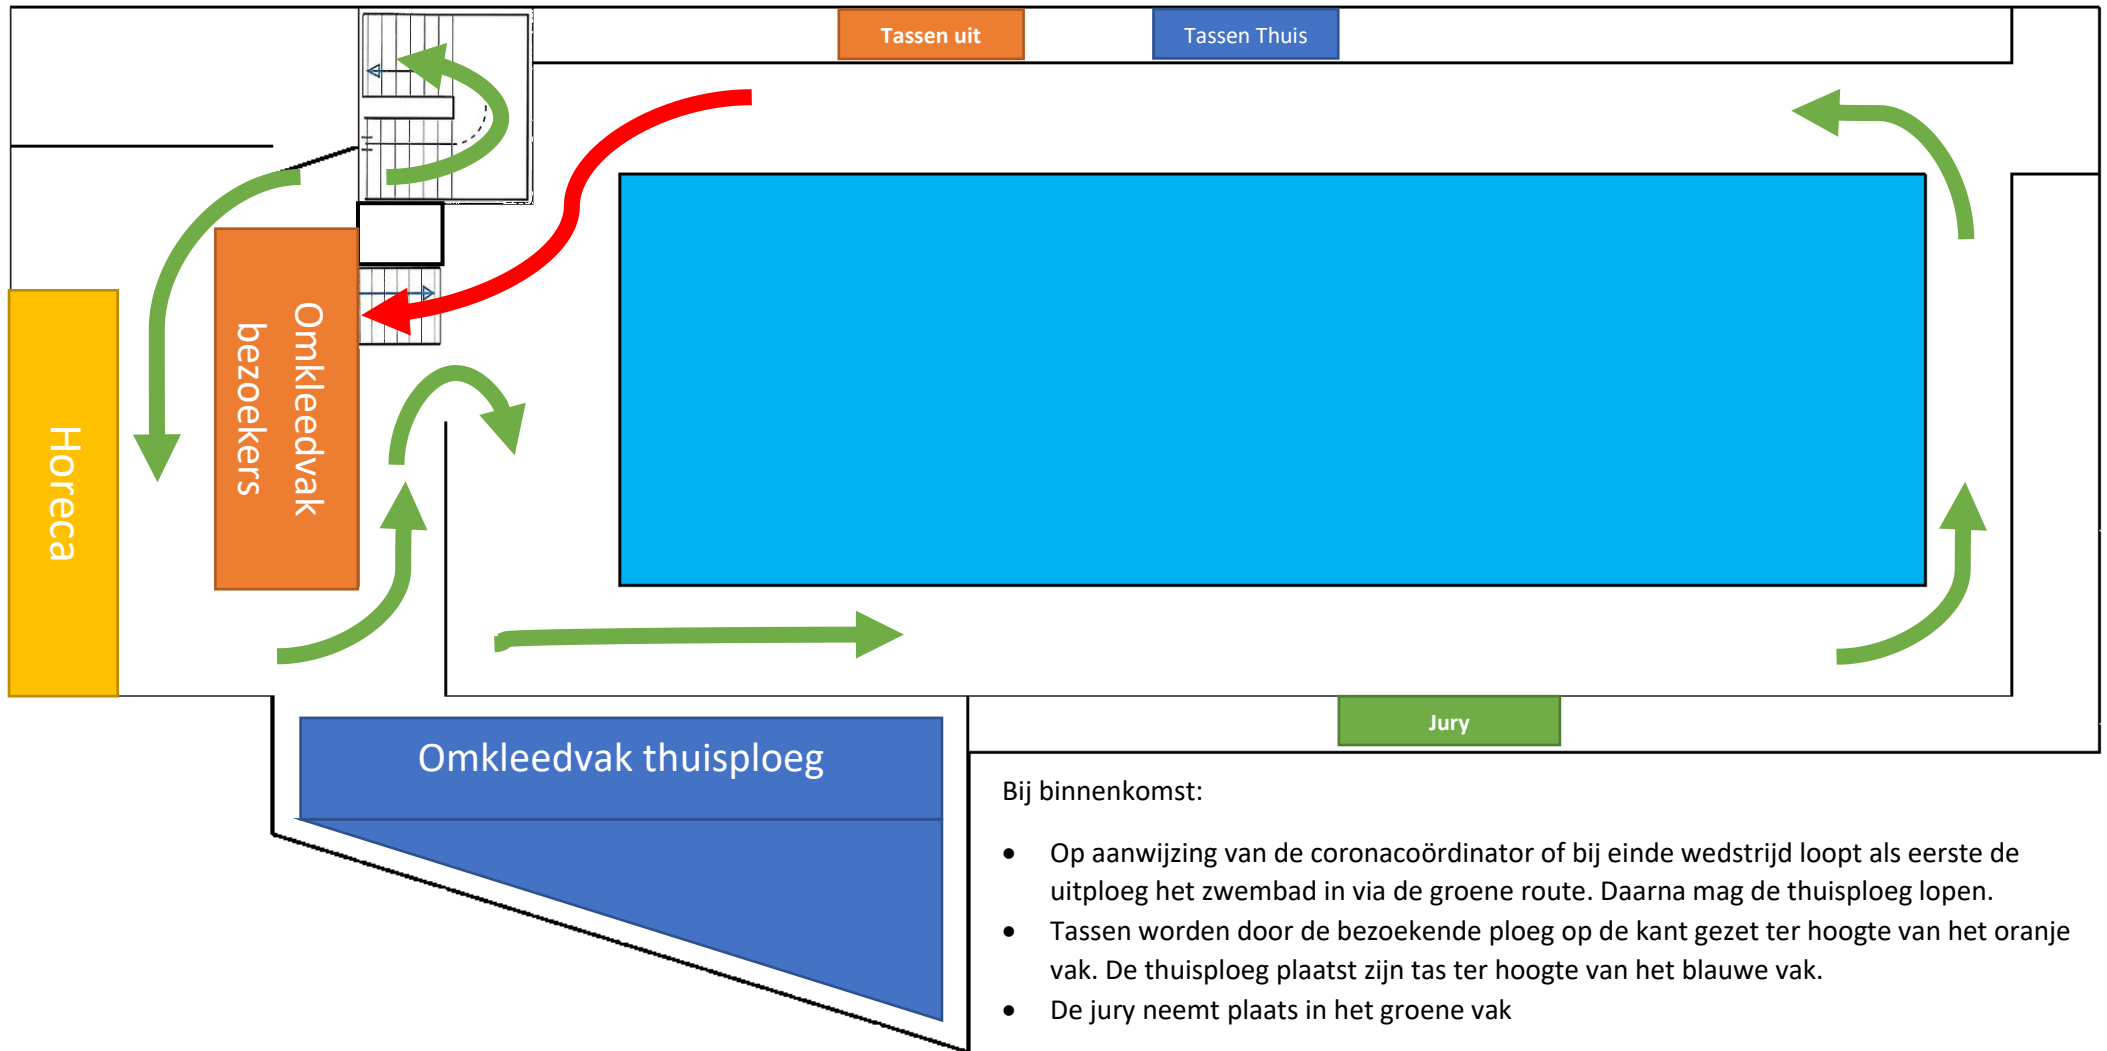 Tassen uit
Tassen Thuis
Omkleedvak
bezoekers
Horeca
Omkleedvak thuisploeg
Jury
Bij binnenkomst:
• Op aanwijzing van de coronacoördinator of bij einde wedstrijd loopt als eerste de
uitploeg het zwembad in via de groene route. Daarna mag de thuisploeg lopen.
• Tassen worden door de bezoekende ploeg op de kant gezet ter hoogte van het oranje
vak. De thuisploeg plaatst zijn tas ter hoogte van het blauwe vak.
• De jury neemt plaats in het groene vak